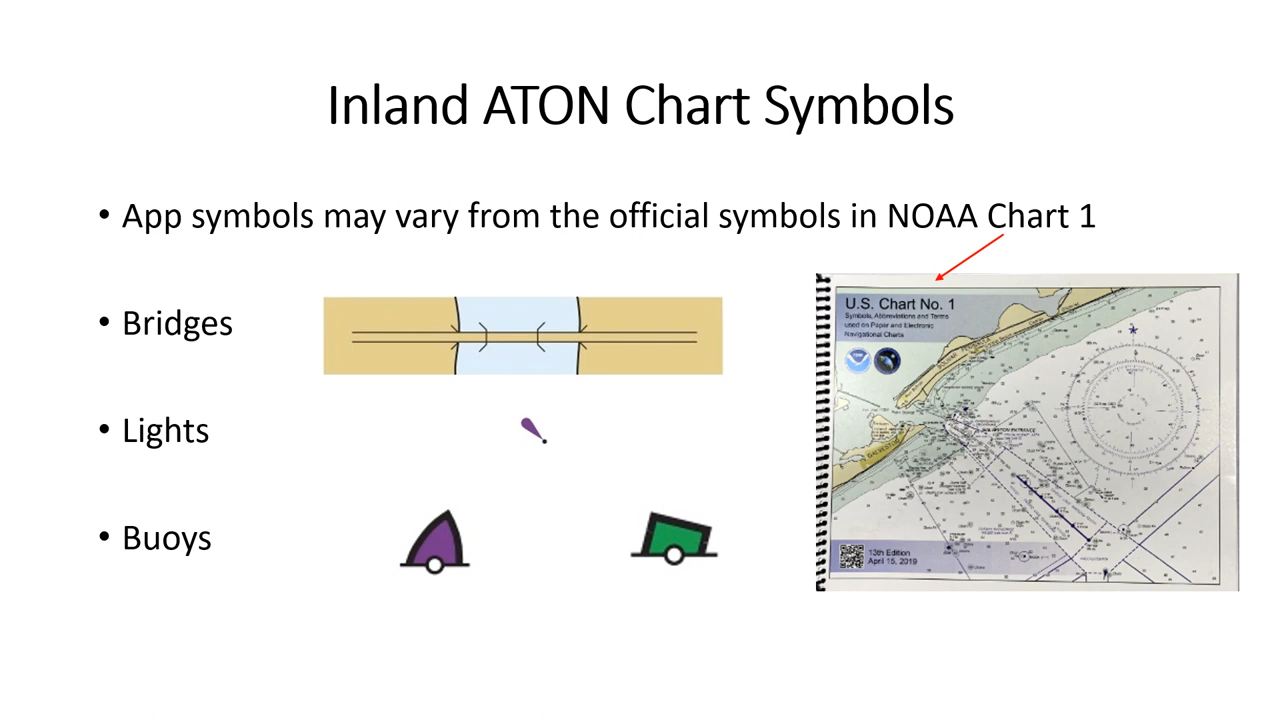 Inland ATON Chart Symbols
• App symbols may vary from the official symbols in NOAA Chart 1
• Bridges
• Lights
• Buoys
U.S. Chart No. 1
Symbols, Abbreviations and Terms
used on Paper and Electronic
Navigational Charts
13th Edition
April 15, 2019